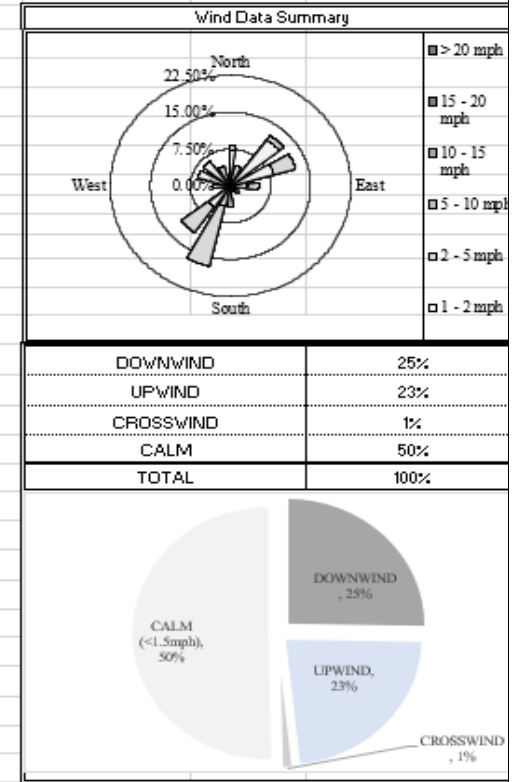 Wind Data Summary
North
22.50%
15.00%
7.50%
0.00%
West
East
South
> 20 mph
15 - 20
mph
10 - 15
mph
5 - 10 mph
2 - 5 mph
1 - 2 mph
DOWNWIND 25%
UPWIND 23%
CROSSWIND 1%
CALM 50%
TOTAL 100%
DOWNWIND
, 25%
CALM
(<1.5mph),
50%
UPWIND,
23%
CROSSWIND
, 1%